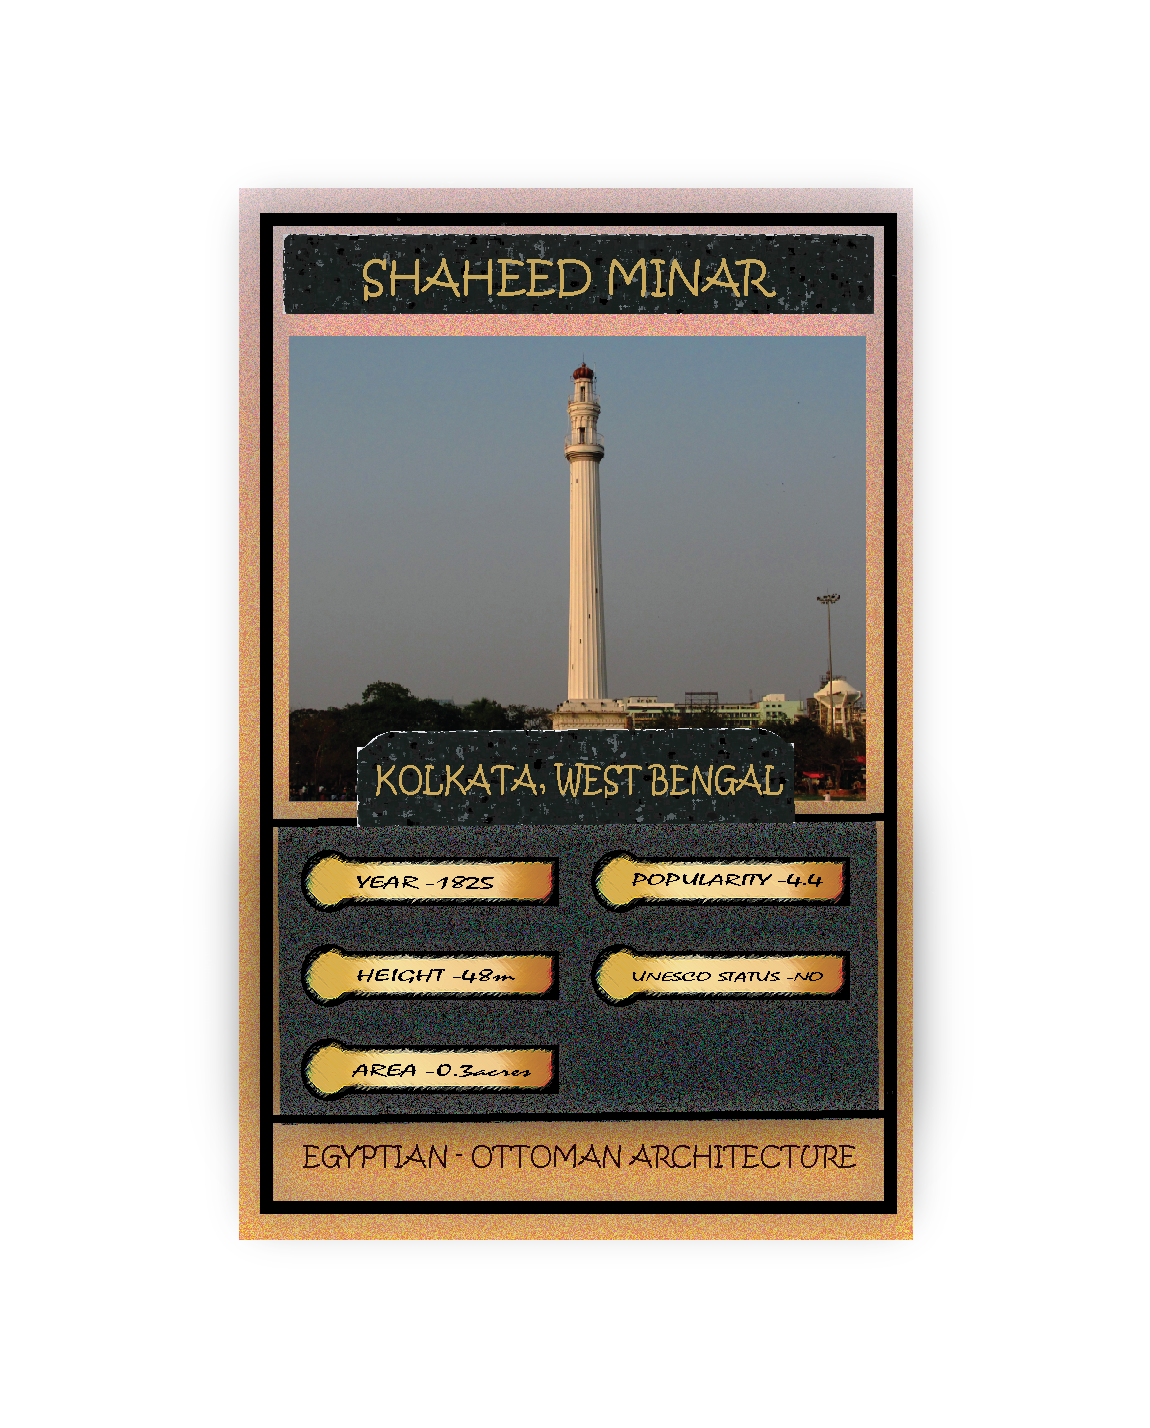 SHAHEED MINAR
KOLKATA, WEST BENGAL
YEAR -1825
POPULARITY -4.4
HEIGHT -48m
UNESCO STATUS -NO
AREA -0.3acres
EGYPTIAN - OTTOMAN ARCHITECTURE